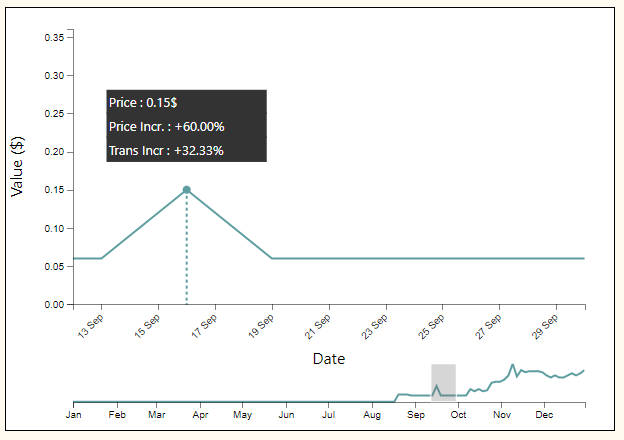 0.35
0.30
0.25
0.20
0.15
0.10
0.05
0.00
Value ($)
Price : 0.15$
Price Incr. : +60.00%
Trans Incr : +32.33%
13 Sep 15 Sep 17 Sep 19 Sep 21 Sep 23 Sep 25 Sep 27 Sep 29 Sep
Date
Jan Feb Mar Apr May Jun Jul Aug Sep Oct Nov Dec